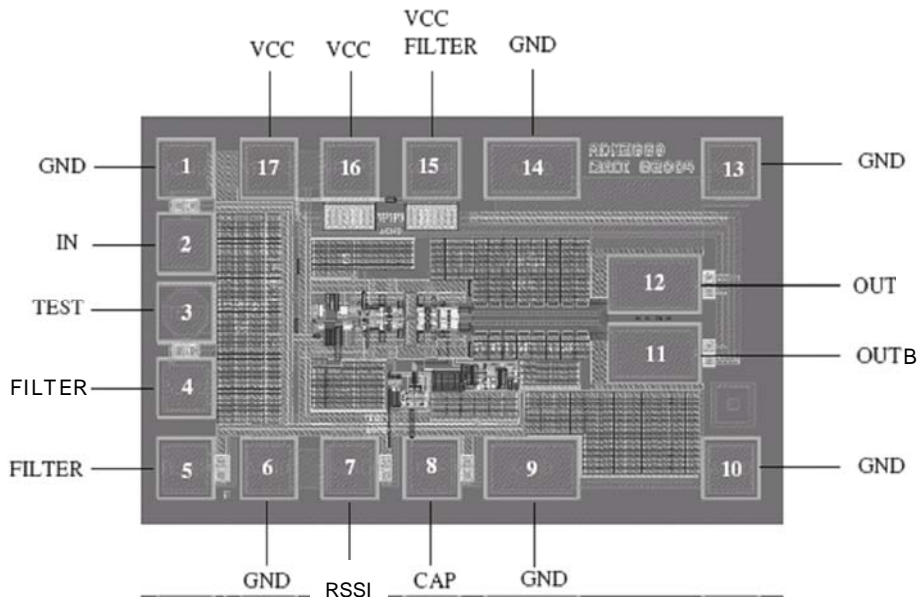 VCC
FILTER
VCC
VCC
GND
GND
1
17
16
15
14
13
GND
IN
2
TEST
3
12
OUT
11
OUTB
FILTER
4
FILTER
5
6
7
8
9
10
GND
GND
RSSI
CAP
GND